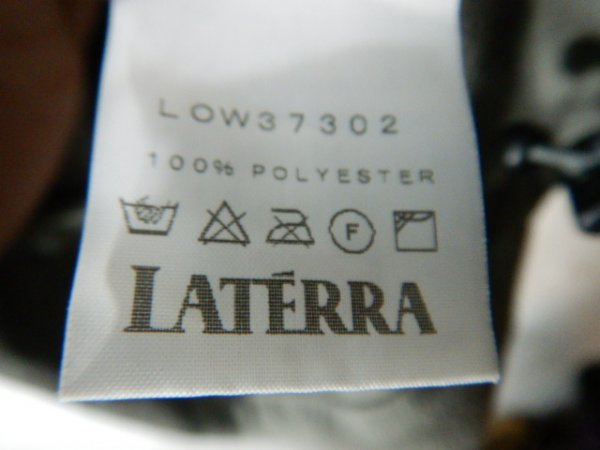 LOW37302
100% POLYESTER
F
LATÉRRA